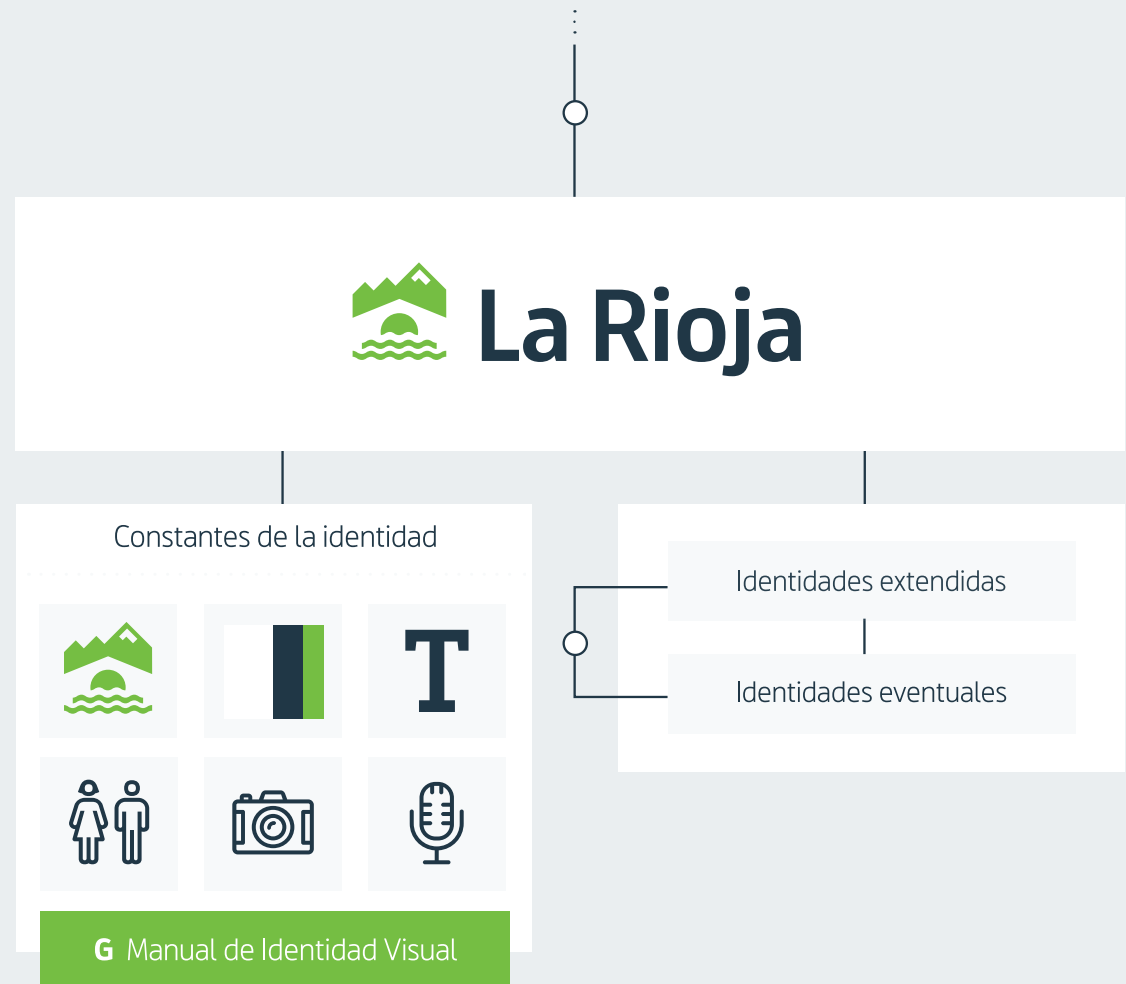 La Rioja
Constantes de la identidad
T
Identidades extendidas
Identidades eventuales
G Manual de Identidad Visual